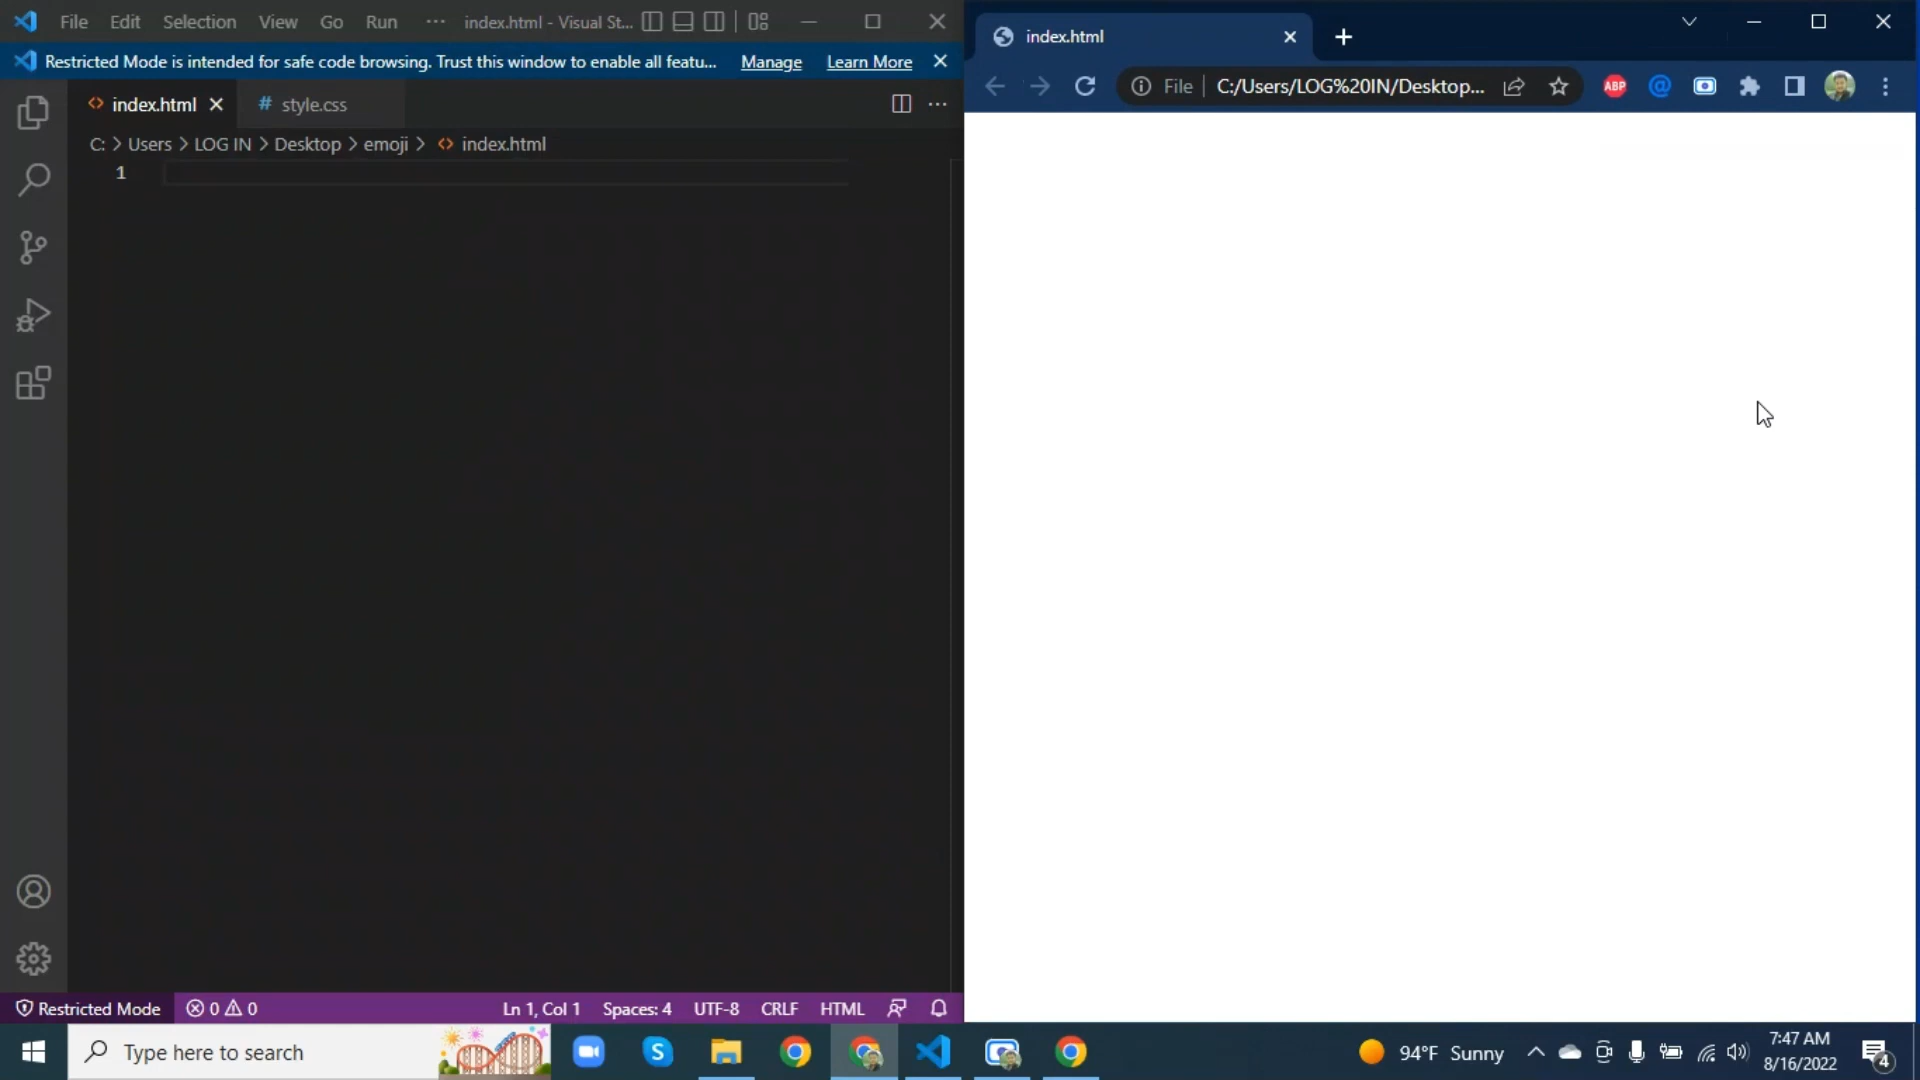 File Edit Selection View Go Run ··· index.html - Visual St...
Restricted Mode is intended for safe code browsing. Trust this window to enable all featu... Manage Learn More
index.html # style.css
C: > Users > LOG IN > Desktop > emoji > index.html
1
Restricted Mode 0 0 Ln 1, Col 1 Spaces: 4 UTF-8 CRLF HTML
index.html
File C:/Users/LOG%20IN/Desktop... ABP @
Type here to search S 94°F Sunny 7:47 AM
8/16/2022 4